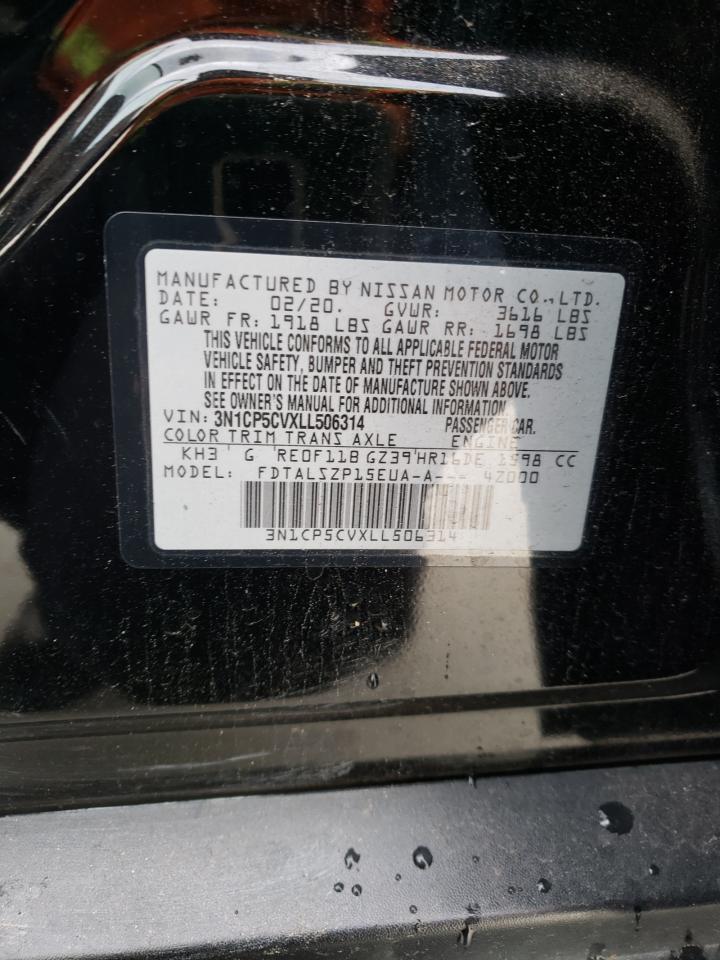 MANUFACTURED BY NISSAN MOTOR CO.,LTD.
DATE: 02/20. GVWR: 3616 LBS
GAWR FR: 1918 LBS GAWR RR: 1698 LBS
THIS VEHICLE CONFORMS TO ALL APPLICABLE FEDERAL MOTOR
VEHICLE SAFETY, BUMPER AND THEFT PREVENTION STANDARDS
IN EFFECT ON THE DATE OF MANUFACTURE SHOWN ABOVE.
SEE OWNER'S MANUAL FOR ADDITIONAL INFORMATION.
VIN: 3N1CP5CVXLL506314 PASSENGER CAR.
COLOR TRIM TRANS AXLE ENGINE
KH3' G 'RE0F11B GZ39'HR16DE 1598 CC
MODEL: FDTALSZP15EUA-A--- 4Z000
3N1CP5CVXLL506314